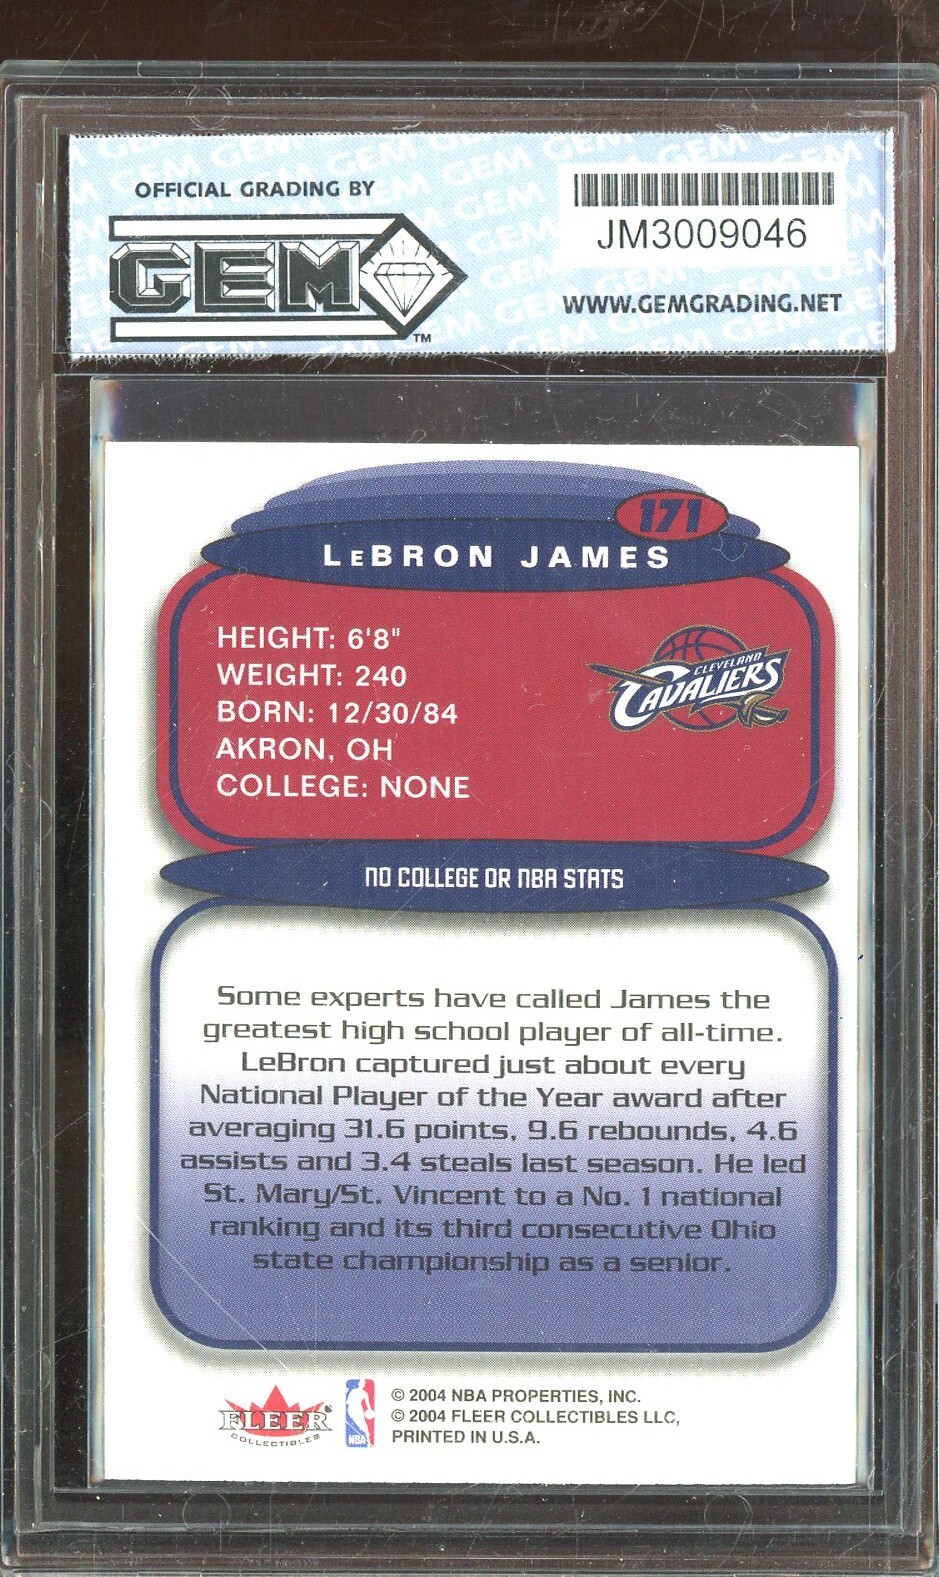 OFFICIAL GRADING BY
GEM
TM
JM3009046
WWW.GEMGRADING.NET
171
LeBRON JAMES
HEIGHT: 6'8"
WEIGHT: 240
BORN: 12/30/84
AKRON, OH
COLLEGE: NONE
CLEVELAND
CAVALIERS
NO COLLEGE OR NBA STATS
Some experts have called James the
greatest high school player of all-time.
LeBron captured just about every
National Player of the Year award after
averaging 31.6 points, 9.6 rebounds, 4.6
assists and 3.4 steals last season. He led
St. Mary/St. Vincent to a No. 1 national
ranking and its third consecutive Ohio
state championship as a senior.
FLEER
COLLECTIBLES
NBA
© 2004 NBA PROPERTIES, INC.
© 2004 FLEER COLLECTIBLES LLC,
PRINTED IN U.S.A.